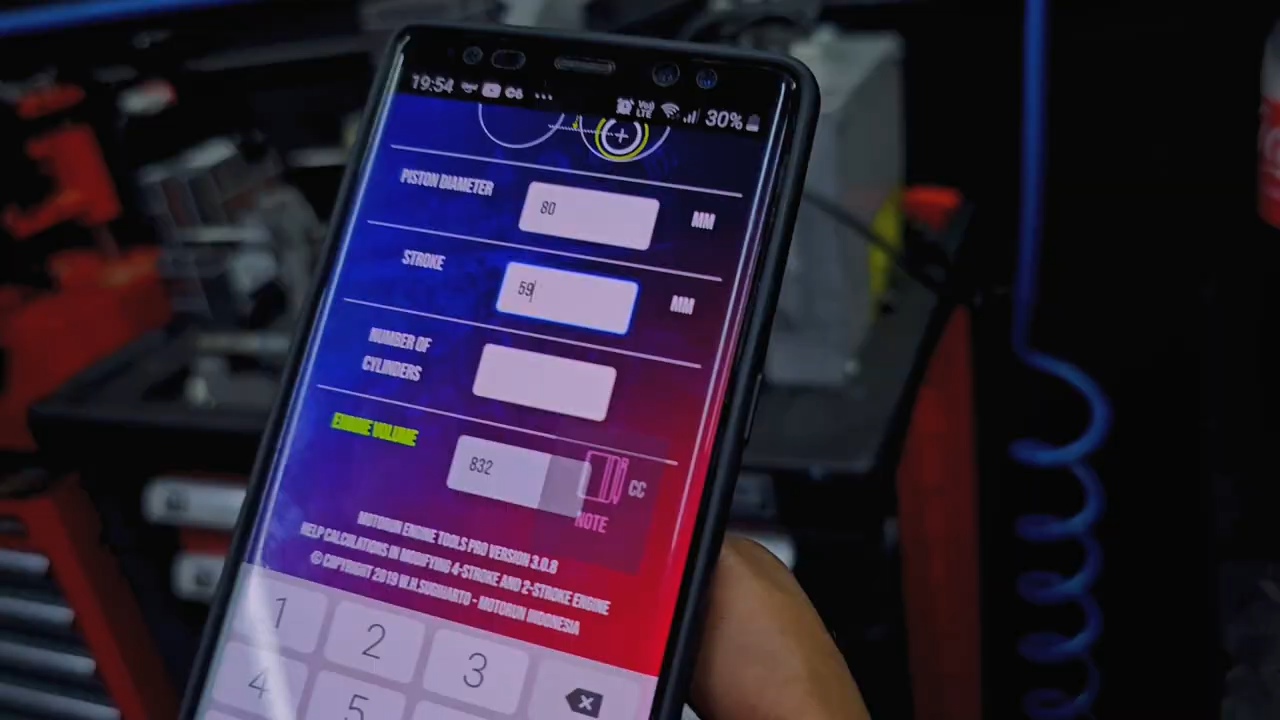 19:54
Vo)
LTE
30%
PISTON DIAMETER
80
MM
STROKE
59
MM
NUMBER OF
CYLINDERS
ENGINE VOLUME
832
CC
NOTE
MOTORUN ENGINE TOOLS PRO VERSION 3.0.8
HELP CALCULATIONS IN MODIFYING 4-STROKE AND 2-STROKE ENGINE
© COPYRIGHT 2019 W.H.SUGIHARTO - MOTORUN INDONESIA
1
2
3
4
5